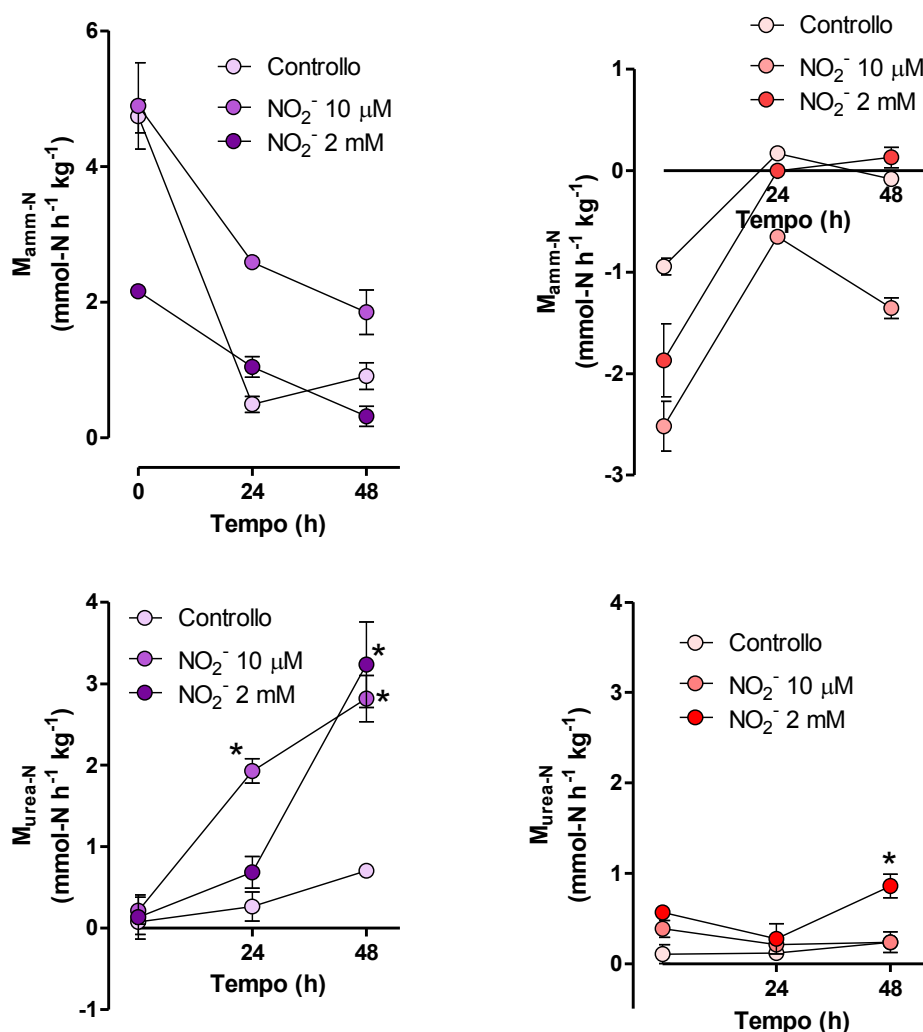 6
4
2
0
M_amm-N
(mmol-N h⁻¹ kg⁻¹)
Controllo
NO₂⁻ 10 μM
NO₂⁻ 2 mM
0 24 48
Tempo (h)
Controllo
NO₂⁻ 10 μM
NO₂⁻ 2 mM
1
0
-1
-2
-3
M_amm-N
(mmol-N h⁻¹ kg⁻¹)
24 48
Tempo (h)
4
3
2
1
0
-1
M_urea-N
(mmol-N h⁻¹ kg⁻¹)
Controllo
NO₂⁻ 10 μM
NO₂⁻ 2 mM
*
*
*
24 48
Tempo (h)
4
3
2
1
0
M_urea-N
(mmol-N h⁻¹ kg⁻¹)
Controllo
NO₂⁻ 10 μM
NO₂⁻ 2 mM
*
24 48
Tempo (h)